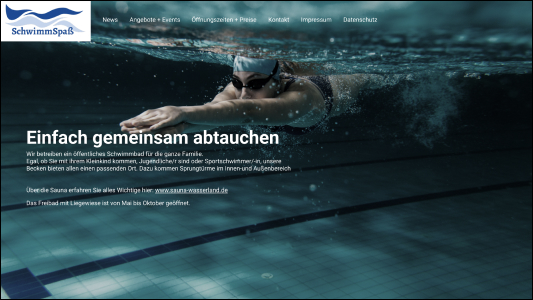 SchwimmSpaß
News Angebote + Events Öffnungszeiten + Preise Kontakt Impressum Datenschutz
Einfach gemeinsam abtauchen
Wir betreiben ein öffentliches Schwimmbad für die ganze Familie.
Egal, ob Sie mit Ihrem Kleinkind kommen, Jugendliche/r sind oder Sportschwimmer/-in, unsere
Becken bieten allen einen passenden Ort. Dazu kommen Sprungtürme im Innen-und Außenbereich
Über die Sauna erfahren Sie alles Wichtige hier: www.sauna-wasserland.de
Das Freibad mit Liegewiese ist von Mai bis Oktober geöffnet.